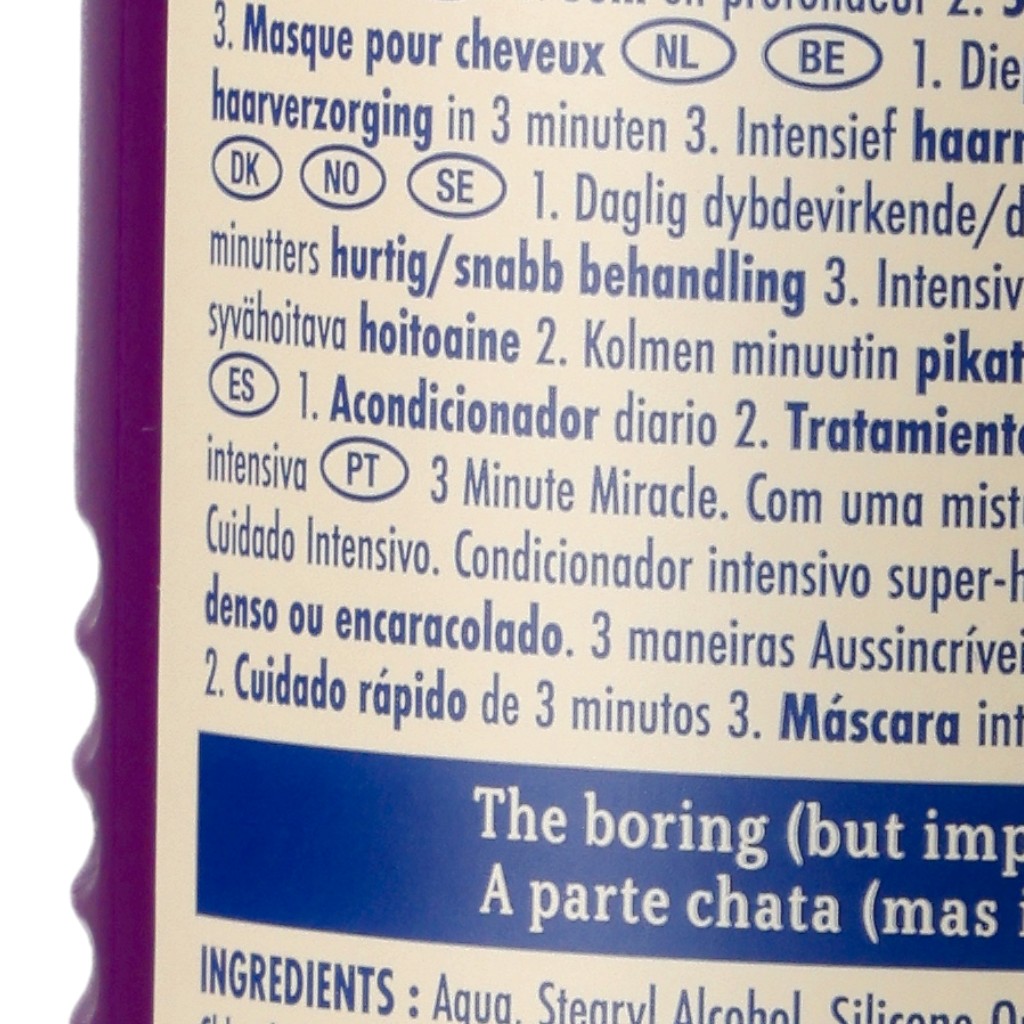 en profondeur 2.
3. Masque pour cheveux NL BE 1.
haarverzorging in 3 minuten 3. Intensief
DK NO SE 1. Daglig dybdevirkende/
minutters hurtig/snabb behandling 3. Intensiv
syvähoitava hoitoaine 2. Kolmen minuutin
ES 1. Acondicionador diario 2.
intensiva PT 3 Minute Miracle. Com uma
Cuidado Intensivo. Condicionador intensivo
denso ou encaracolado. 3 maneiras
2. Cuidado rápido de 3 minutos 3. Máscara
The boring (but
A parte chata (mas
INGREDIENTS : Aqua, Stearyl Alcohol,